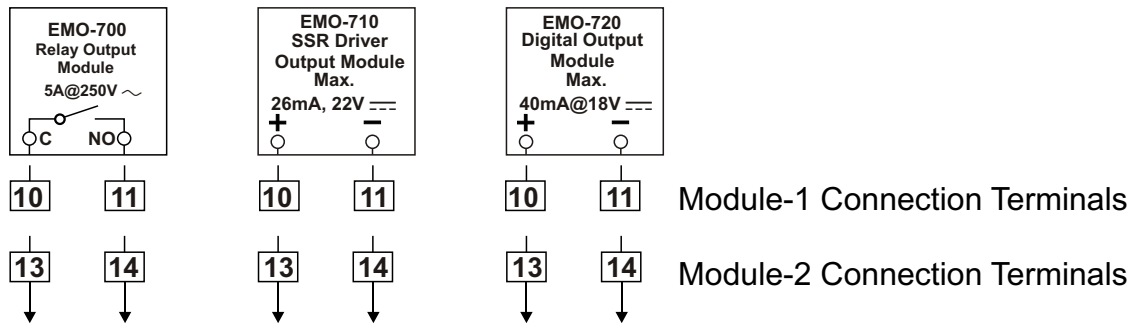 EMO-700
Relay Output
Module
5A@250V ~
C NO
10 11
13 14
EMO-710
SSR Driver
Output Module
Max.
26mA, 22V ⎓
+ −
10 11
13 14
EMO-720
Digital Output
Module
Max.
40mA@18V ⎓
+ −
10 11
13 14
Module-1 Connection Terminals
Module-2 Connection Terminals